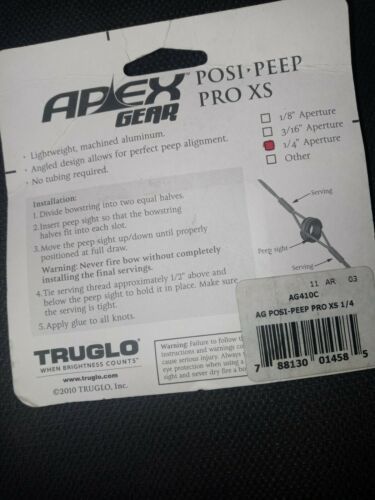 APEX
GEAR
POSI·PEEP
PRO XS
1/8" Aperture
3/16" Aperture
1/4" Aperture
Other
· Lightweight, machined aluminum.
· Angled design allows for perfect peep alignment.
· No tubing required.
Installation:
1. Divide bowstring into two equal halves.
2. Insert peep sight so that the bowstring
halves fit into each slot.
3. Move the peep sight up/down until properly
positioned at full draw.
Warning: Never fire bow without completely
installing the final servings.
4. Tie serving thread approximately 1/2" above and
below the peep sight to hold it in place. Make sure
the serving is tight.
5. Apply glue to all knots.
Serving
Peep sight
Serving
11 AR 03
AG410C
AG POSI-PEEP PRO XS 1/4
7 88130 01458 5
TRUGLO®
WHEN BRIGHTNESS COUNTS™
www.truglo.com
©2010 TRUGLO, Inc.
Warning: Failure to follow
instructions and warnings
cause serious injury. Always
eye protection when using
sight and never dry fire a